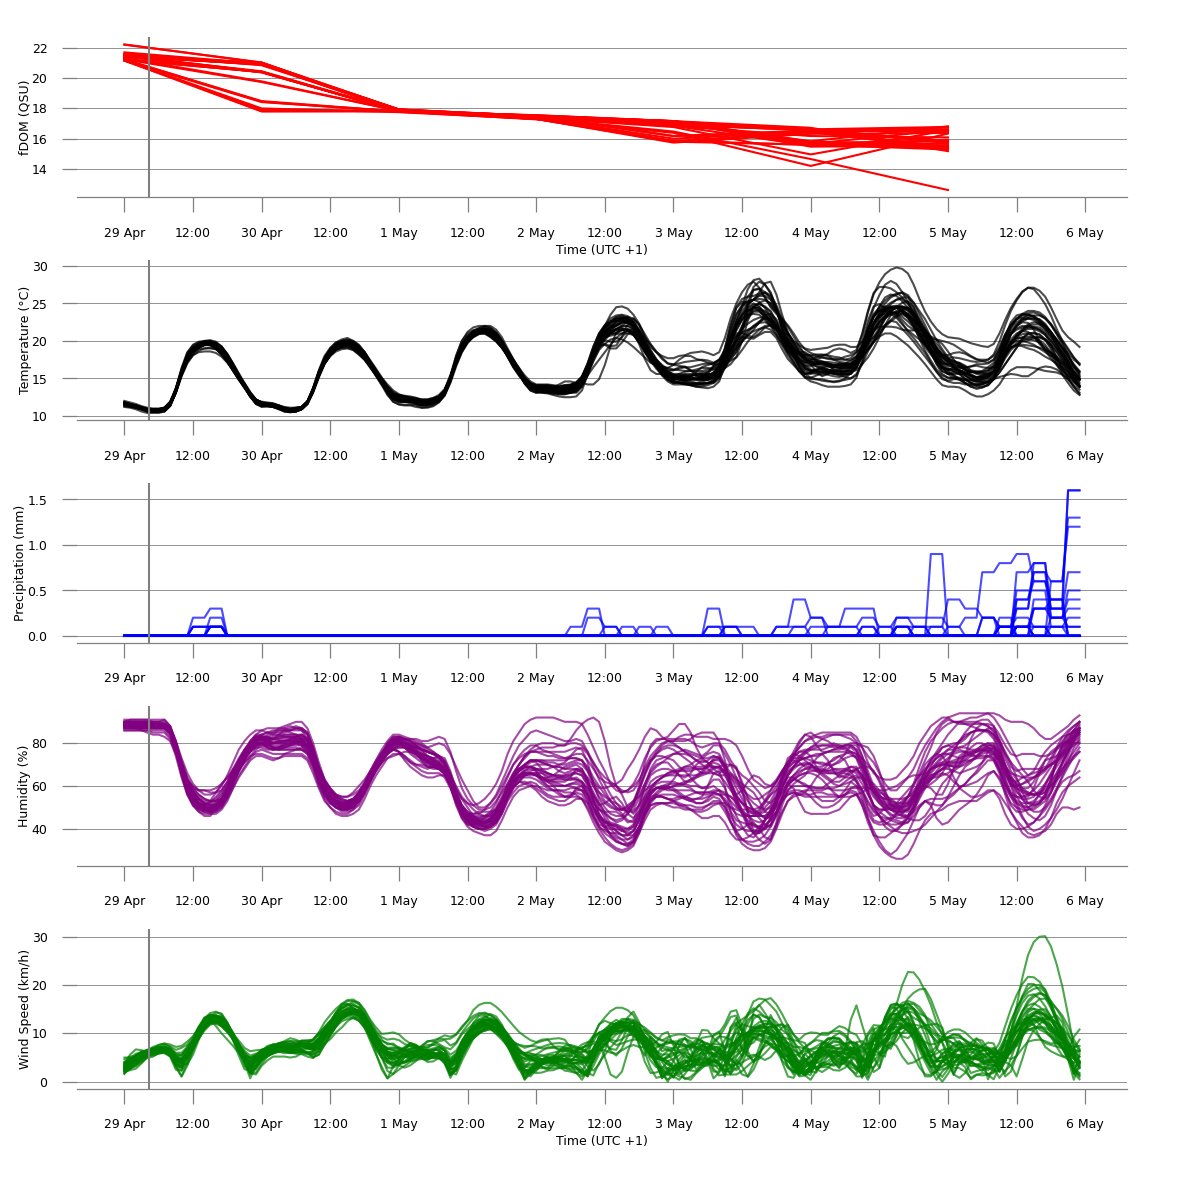 22
20
18
16
14
fDOM (QSU)
29 Apr 12:00 30 Apr 12:00 1 May 12:00 2 May 12:00 3 May 12:00 4 May 12:00 5 May 12:00 6 May
Time (UTC +1)
30
25
20
15
10
Temperature (°C)
29 Apr 12:00 30 Apr 12:00 1 May 12:00 2 May 12:00 3 May 12:00 4 May 12:00 5 May 12:00 6 May
1.5
1.0
0.5
0.0
Precipitation (mm)
29 Apr 12:00 30 Apr 12:00 1 May 12:00 2 May 12:00 3 May 12:00 4 May 12:00 5 May 12:00 6 May
80
60
40
Humidity (%)
29 Apr 12:00 30 Apr 12:00 1 May 12:00 2 May 12:00 3 May 12:00 4 May 12:00 5 May 12:00 6 May
30
20
10
0
Wind Speed (km/h)
29 Apr 12:00 30 Apr 12:00 1 May 12:00 2 May 12:00 3 May 12:00 4 May 12:00 5 May 12:00 6 May
Time (UTC +1)